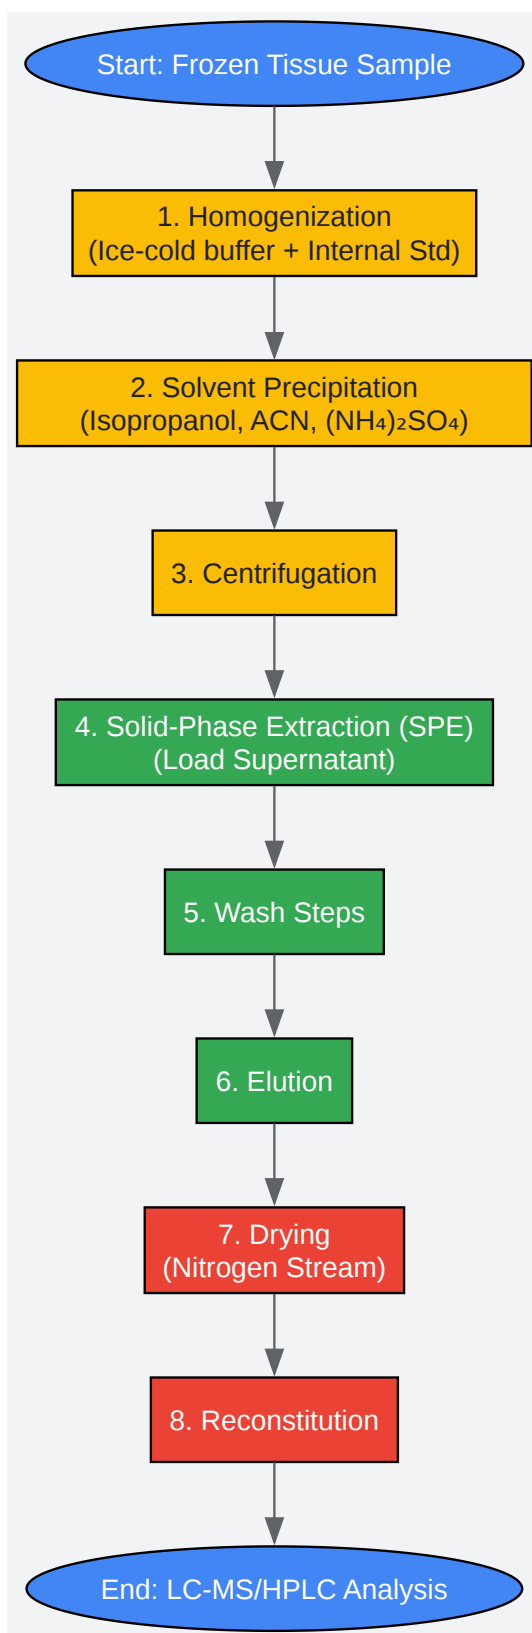 Start: Frozen Tissue Sample
1. Homogenization
(Ice-cold buffer + Internal Std)
2. Solvent Precipitation
(Isopropanol, ACN, (NH₄)₂SO₄)
3. Centrifugation
4. Solid-Phase Extraction (SPE)
(Load Supernatant)
5. Wash Steps
6. Elution
7. Drying
(Nitrogen Stream)
8. Reconstitution
End: LC-MS/HPLC Analysis